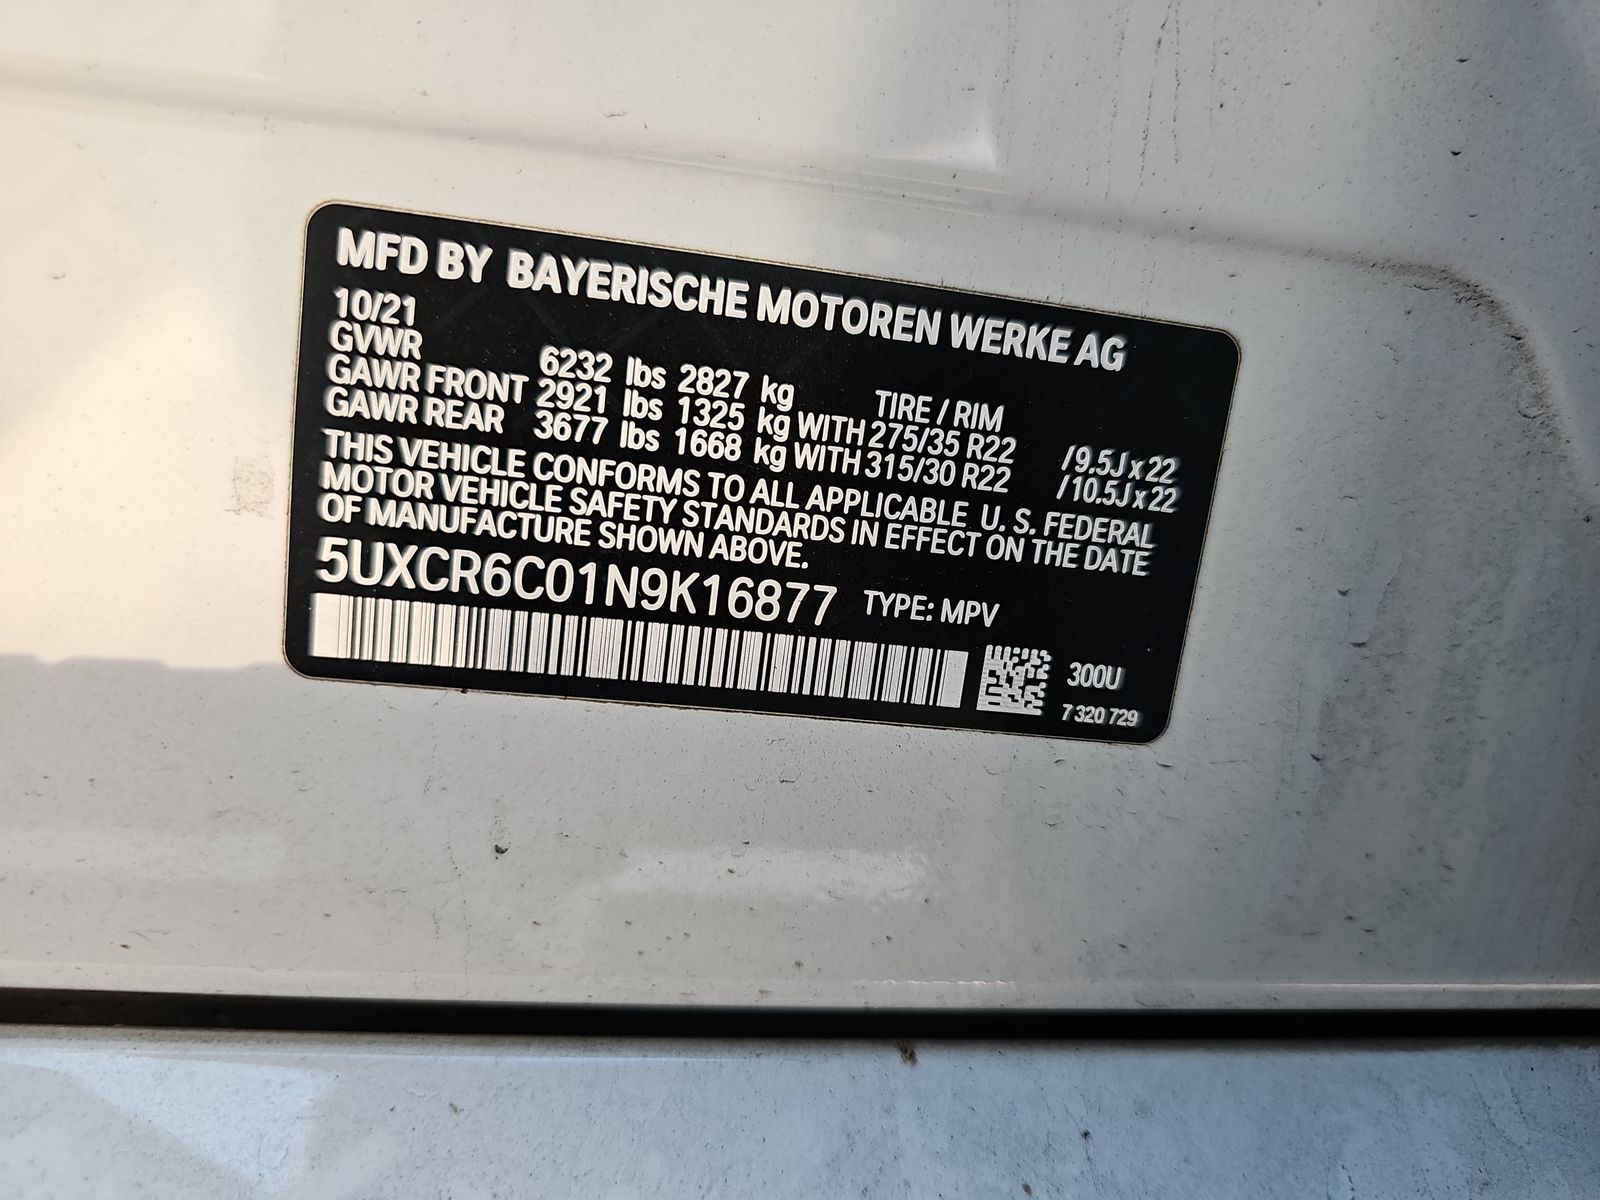 MFD BY BAYERISCHE MOTOREN WERKE AG
10/21
GVWR 6232 lbs 2827 kg TIRE / RIM
GAWR FRONT 2921 lbs 1325 kg WITH 275/35 R22 /9.5J x 22
GAWR REAR 3677 lbs 1668 kg WITH 315/30 R22 /10.5J x 22
THIS VEHICLE CONFORMS TO ALL APPLICABLE U. S. FEDERAL
MOTOR VEHICLE SAFETY STANDARDS IN EFFECT ON THE DATE
OF MANUFACTURE SHOWN ABOVE.
5UXCR6C01N9K16877 TYPE: MPV
300U
7 320 729